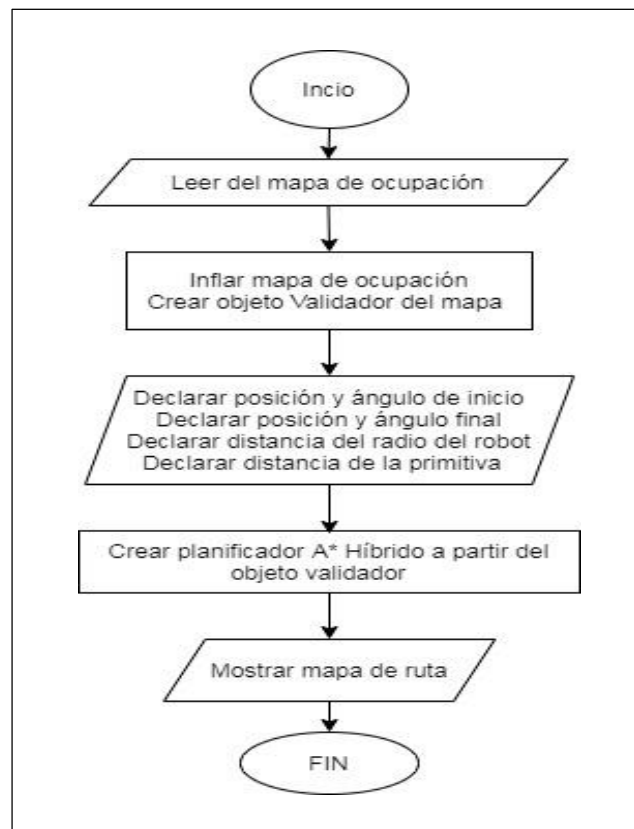 Incio
Leer del mapa de ocupación
Inflar mapa de ocupación
Crear objeto Validador del mapa
Declarar posición y ángulo de inicio
Declarar posición y ángulo final
Declarar distancia del radio del robot
Declarar distancia de la primitiva
Crear planificador A* Híbrido a partir del
objeto validador
Mostrar mapa de ruta
FIN